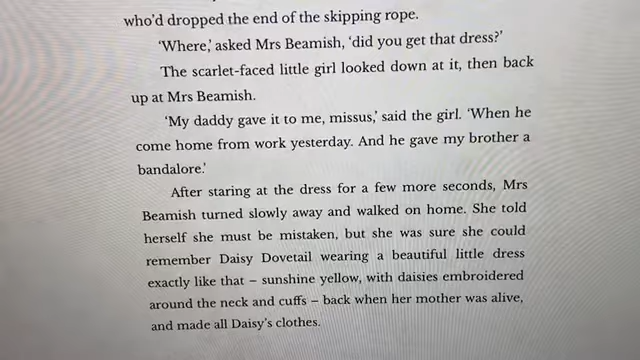 who'd dropped the end of the skipping rope.
‘Where,’ asked Mrs Beamish, ‘did you get that dress?’
The scarlet-faced little girl looked down at it, then back
up at Mrs Beamish.
‘My daddy gave it to me, missus,’ said the girl. ‘When he
come home from work yesterday. And he gave my brother a
bandalore.’
After staring at the dress for a few more seconds, Mrs
Beamish turned slowly away and walked on home. She told
herself she must be mistaken, but she was sure she could
remember Daisy Dovetail wearing a beautiful little dress
exactly like that – sunshine yellow, with daisies embroidered
around the neck and cuffs – back when her mother was alive,
and made all Daisy’s clothes.